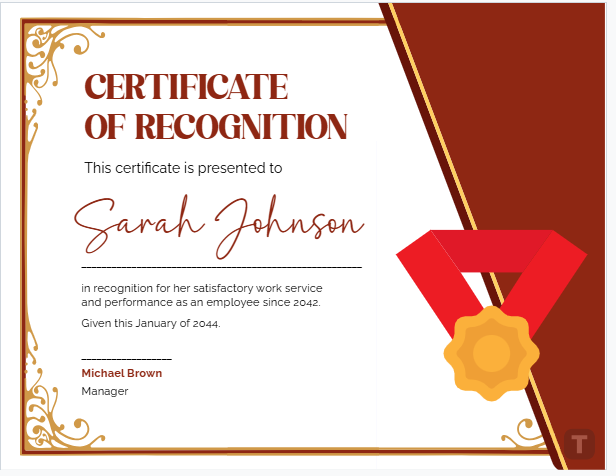 CERTIFICATE
OF RECOGNITION
This certificate is presented to
Sarah Johnson
in recognition for her satisfactory work service
and performance as an employee since 2042.
Given this January of 2044.
Michael Brown
Manager
T